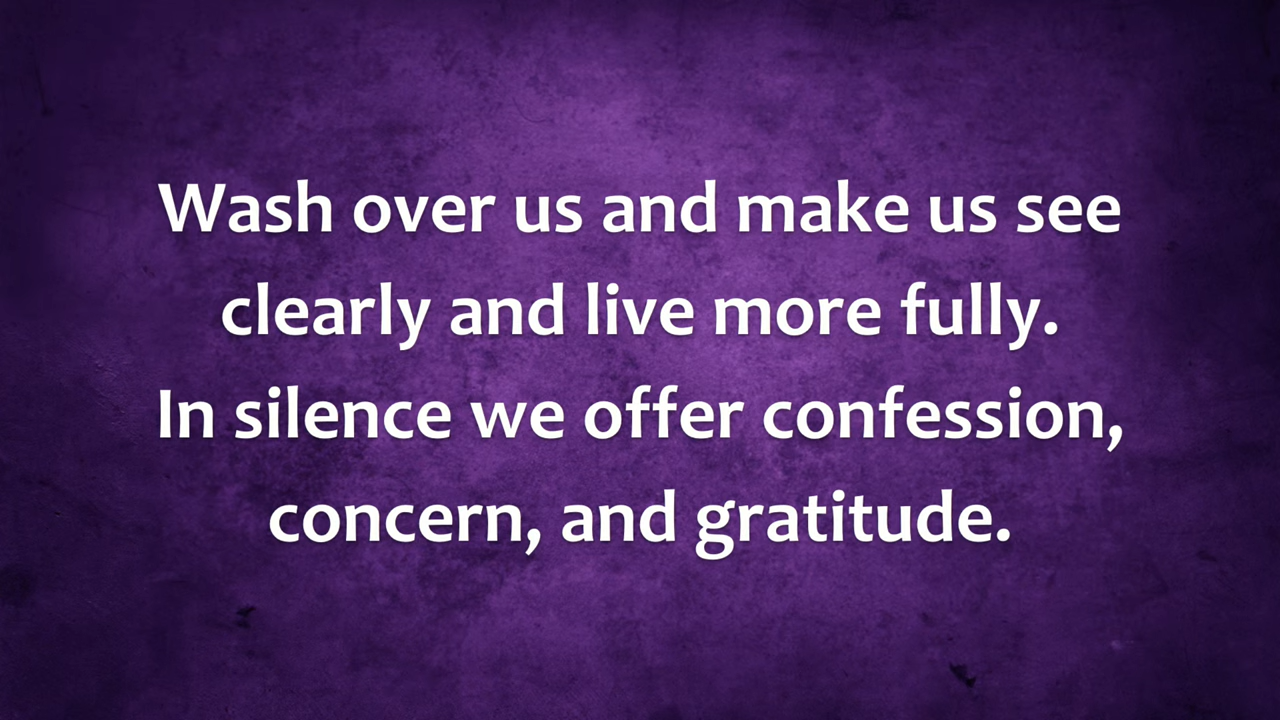 Wash over us and make us see
clearly and live more fully.
In silence we offer confession,
concern, and gratitude.